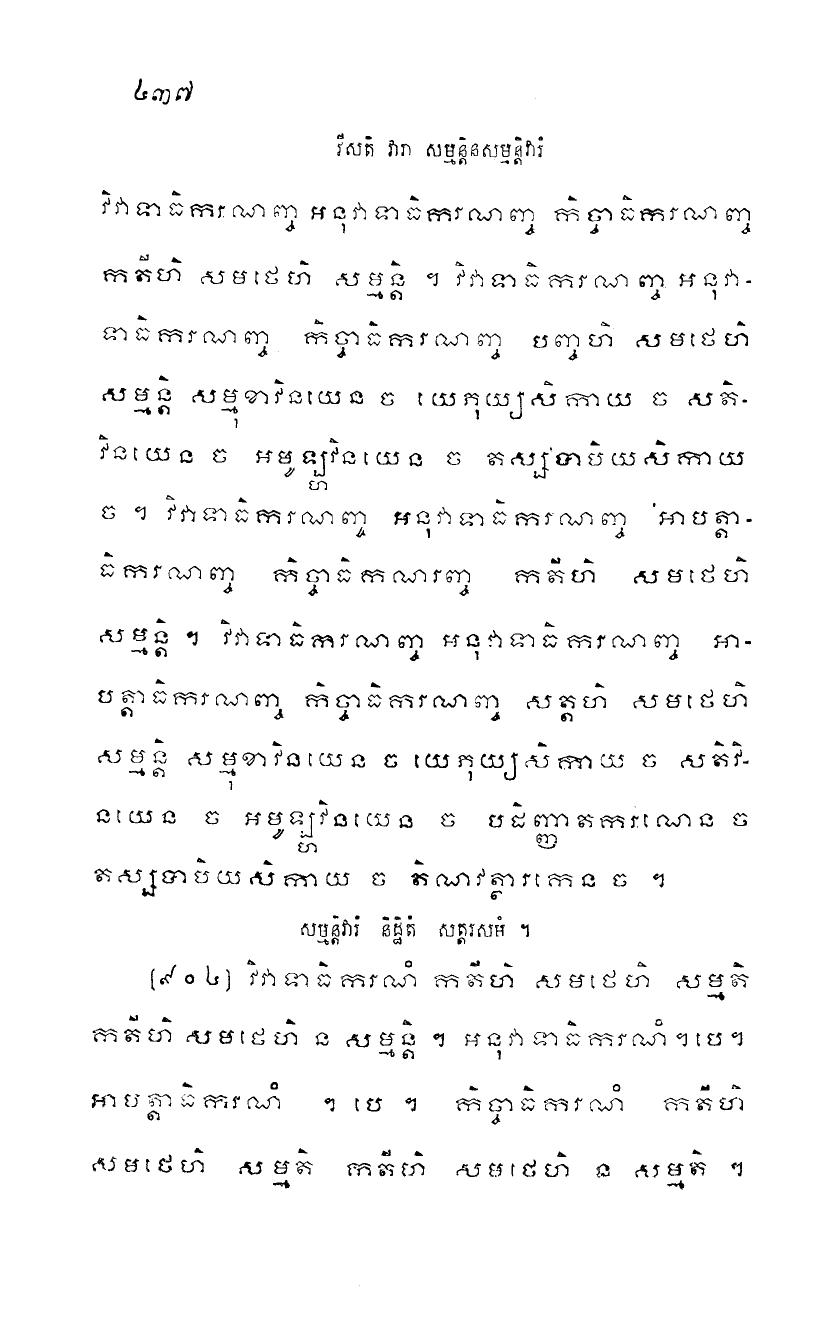 ៤៣៧
វីសតិ វារា សម្មន្តិនសម្មន្តិវារំ
វិវាទាធិករណញ្ច អនុវាទាធិករណញ្ច កិច្ចាធិករណញ្ច
កតីហិ សមថេហិ សម្មន្តិ ។ វិវាទាធិករណញ្ច អនុវា-
ទាធិករណញ្ច កិច្ចាធិករណញ្ច បញ្ចហិ សមថេហិ
សម្មន្តិ សម្មុខាវិនយេន ច យេភុយ្យសិកាយ ច សតិ-
វិនយេន ច អមូឡ្ហវិនយេន ច តស្ស​ទាបិយសិកាយ
ច ។ វិវាទាធិករណញ្ច អនុវាទាធិករណញ្ច អាបត្តា-
ធិករណញ្ច កិច្ចាធិកណរញ្ច កតីហិ សមថេហិ
សម្មន្តិ ។ វិវាទាធិករណញ្ច អនុវាទាធិករណញ្ច អា-
បត្តាធិករណញ្ច កិច្ចាធិករណញ្ច សត្តហិ សមថេហិ
សម្មន្តិ សម្មុខាវិនយេន ច យេភុយ្យសិកាយ ច សតិវិ-
នយេន ច អមូឡ្ហវិនយេន ច បដិញ្ញាតករណេន ច
តស្សទាបិយសិកាយ ច តិណវត្ថារកេន ច ។
សម្មន្តិវារំ និដ្ឋិតំ សត្តរសមំ ។
(៩០៤) វិវាទាធិករណំ កតីហិ សមថេហិ សម្មតិ
កតីហិ សមថេហិ ន សម្មន្តិ ។ អនុវាទាធិករណំ ។ បេ ។
អាបត្តាធិករណំ ។ បេ ។ កិច្ចាធិករណំ កតីហិ
សមថេហិ សម្មតិ កតីហិ សមថេហិ ន សម្មតិ ។